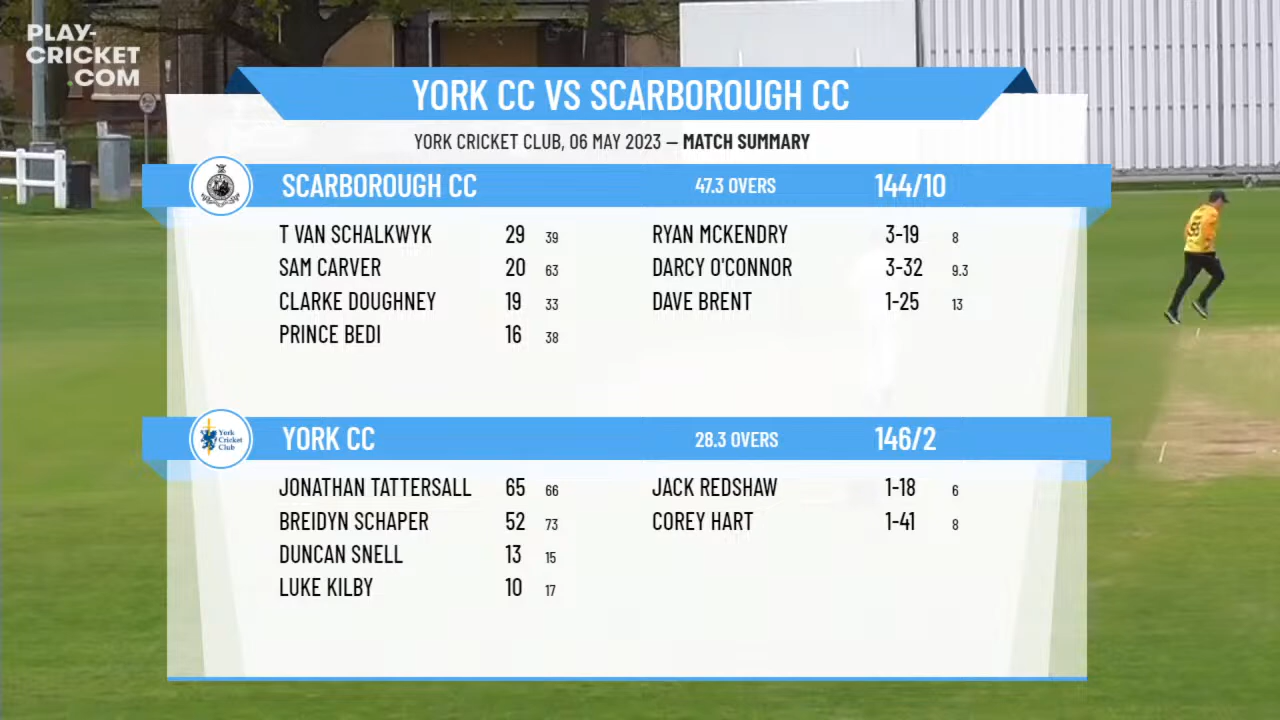 PLAY-
CRICKET
.COM
YORK CC VS SCARBOROUGH CC
YORK CRICKET CLUB, 06 MAY 2023 – MATCH SUMMARY
SCARBOROUGH CC 47.3 OVERS 144/10
T VAN SCHALKWYK 29 39 RYAN MCKENDRY 3-19 8
SAM CARVER 20 63 DARCY O'CONNOR 3-32 9.3
CLARKE DOUGHNEY 19 33 DAVE BRENT 1-25 13
PRINCE BEDI 16 38
York
Cricket
Club
YORK CC 28.3 OVERS 146/2
JONATHAN TATTERSALL 65 66 JACK REDSHAW 1-18 6
BREIDYN SCHAPER 52 73 COREY HART 1-41 8
DUNCAN SNELL 13 15
LUKE KILBY 10 17